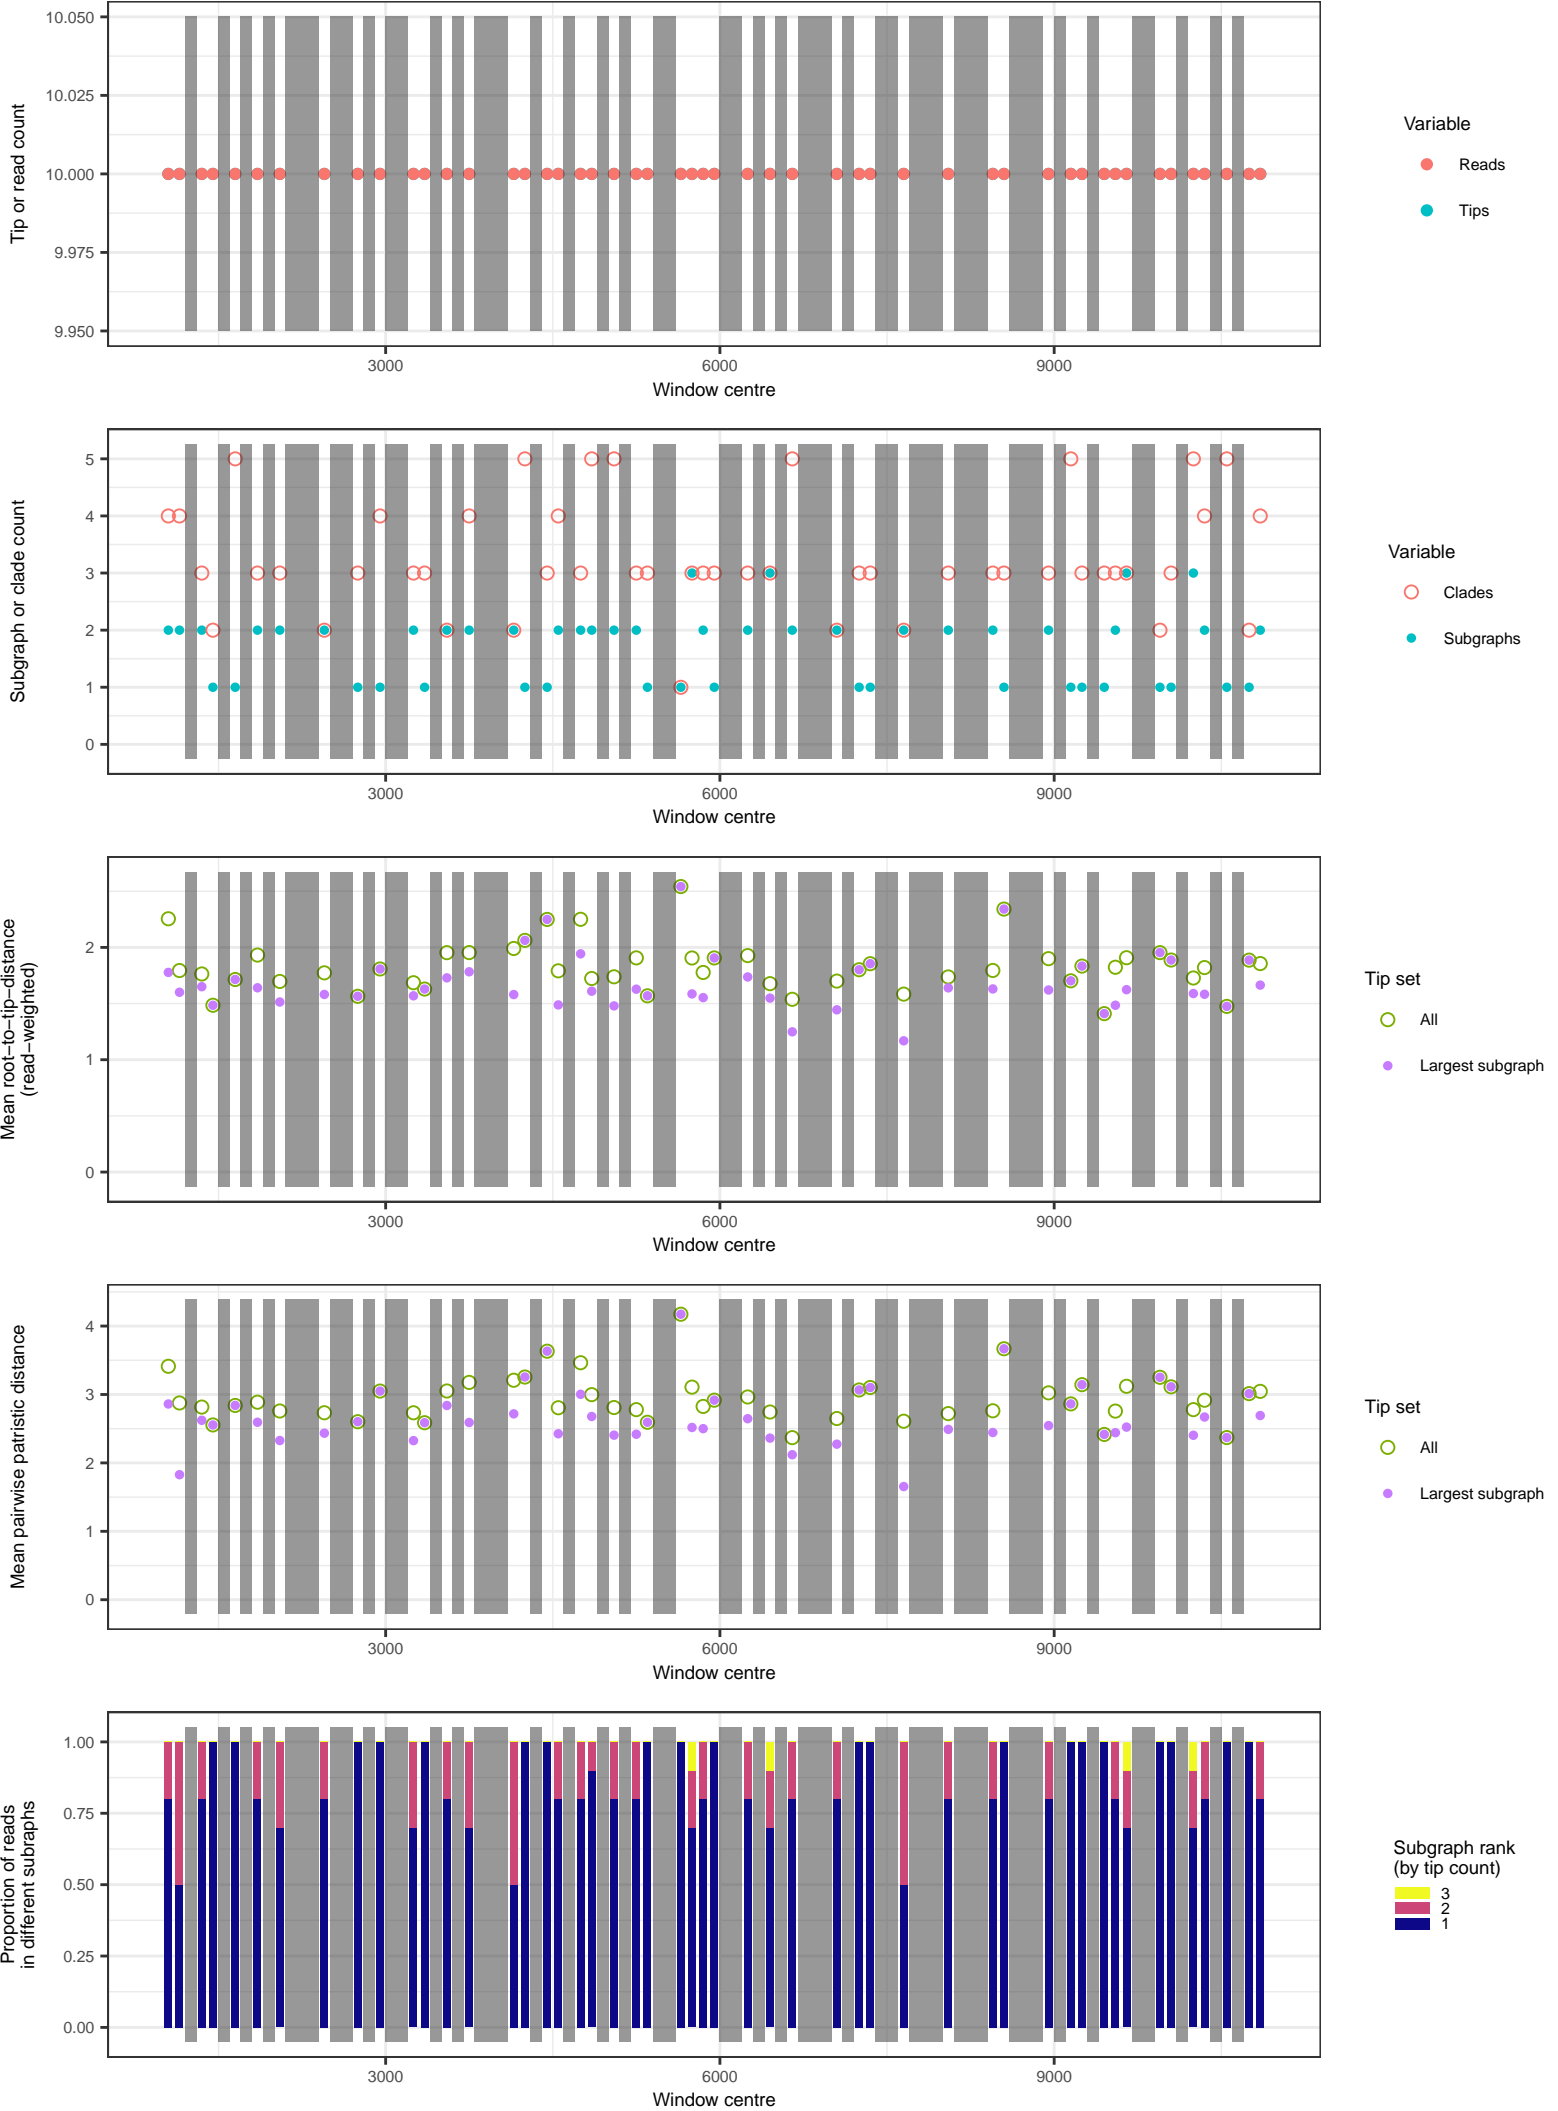 10.050
10.025
10.000
9.975
9.950
Tip or read count
3000
6000
9000
Window centre
Variable
Reads
Tips
5
4
3
2
1
0
Subgraph or clade count
3000
6000
9000
Window centre
Variable
Clades
Subgraphs
2
1
0
Mean root−to−tip−distance
(read−weighted)
3000
6000
9000
Window centre
Tip set
All
Largest subgraph
4
3
2
1
0
Mean pairwise patristic distance
3000
6000
9000
Window centre
Tip set
All
Largest subgraph
1.00
0.75
0.50
0.25
0.00
Proportion of reads
in different subraphs
3000
6000
9000
Window centre
Subgraph rank
(by tip count)
3
2
1